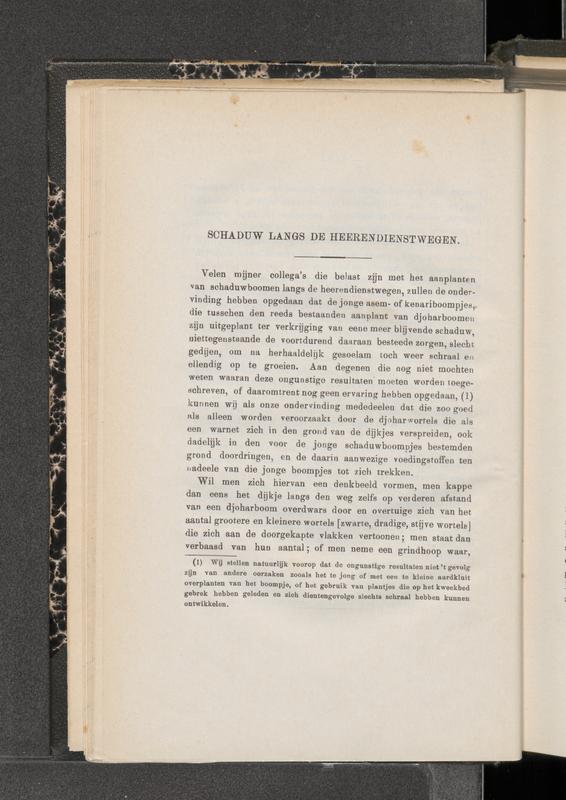 SCHADUW LANGS DE HEERENDIENSTWEGEN.
Velen mijner collega's die belast zijn met het aanplanten
van schaduwboomen langs de heerendienstwegen, zullen de onder-
vinding hebben opgedaan dat de jonge asem- of kenariboompjes,
die tusschen den reeds bestaanden aanplant van djoharboomen
zijn uitgeplant ter verkrijging van eene meer blijvende schaduw,
niettegenstaande de voortdurend daaraan besteede zorgen, slecht
gedijen, om na herhaaldelijk gesoelam toch weer schraal en
ellendig op te groeien. Aan degenen die nog niet mochten
weten waaran deze ongunstige resultaten moeten worden toege-
schreven, of daaromtrent nog geen ervaring hebben opgedaan, (1)
kunnen wij als onze ondervinding mededeelen dat die zoo goed
als alleen worden veroorzaakt door de djoharwortels die als
een warnet zich in den grond van de dijkjes verspreiden, ook
dadelijk in den voor de jonge schaduwboompjes bestemden
grond doordringen, en de daarin aanwezige voedingstoffen ten
nadeele van die jonge boompjes tot zich trekken.
Wil men zich hiervan een denkbeeld vormen, men kappe
dan eens het dijkje langs den weg zelfs op verderen afstand
van een djoharboom overdwars door en overtuige zich van het
aantal grootere en kleinere wortels [zwarte, dradige, stijve wortels]
die zich aan de doorgekapte vlakken vertoonen; men staat dan
verbaasd van hun aantal; of men neme een grindhoop waar,
(1) Wij stellen natuurlijk voorop dat de ongunstige resultaten niet 't gevolg
zijn van andere oorzaken zooals het te jong of met een te kleine aardkluit
overplanten van het boompje, of het gebruik van plantjes die op het kweekbed
gebrek hebben geleden en zich dientengevolge slechts schraal hebben kunnen
ontwikkelen.